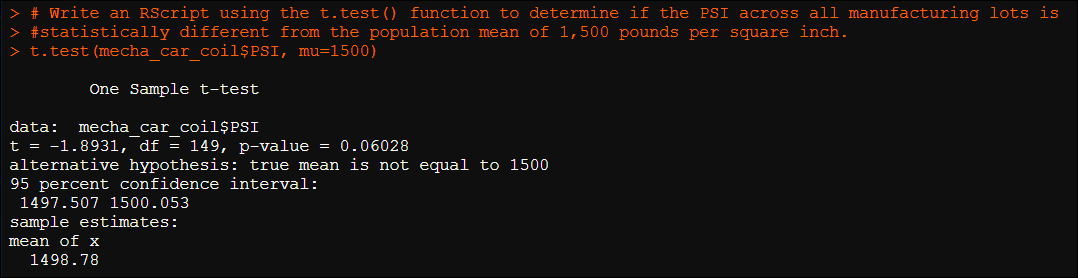 > # Write an RScript using the t.test() function to determine if the PSI across all manufacturing lots is
> #statistically different from the population mean of 1,500 pounds per square inch.
> t.test(mecha_car_coil$PSI, mu=1500)
One Sample t-test
data:  mecha_car_coil$PSI
t = -1.8931, df = 149, p-value = 0.06028
alternative hypothesis: true mean is not equal to 1500
95 percent confidence interval:
1497.507 1500.053
sample estimates:
mean of x
1498.78